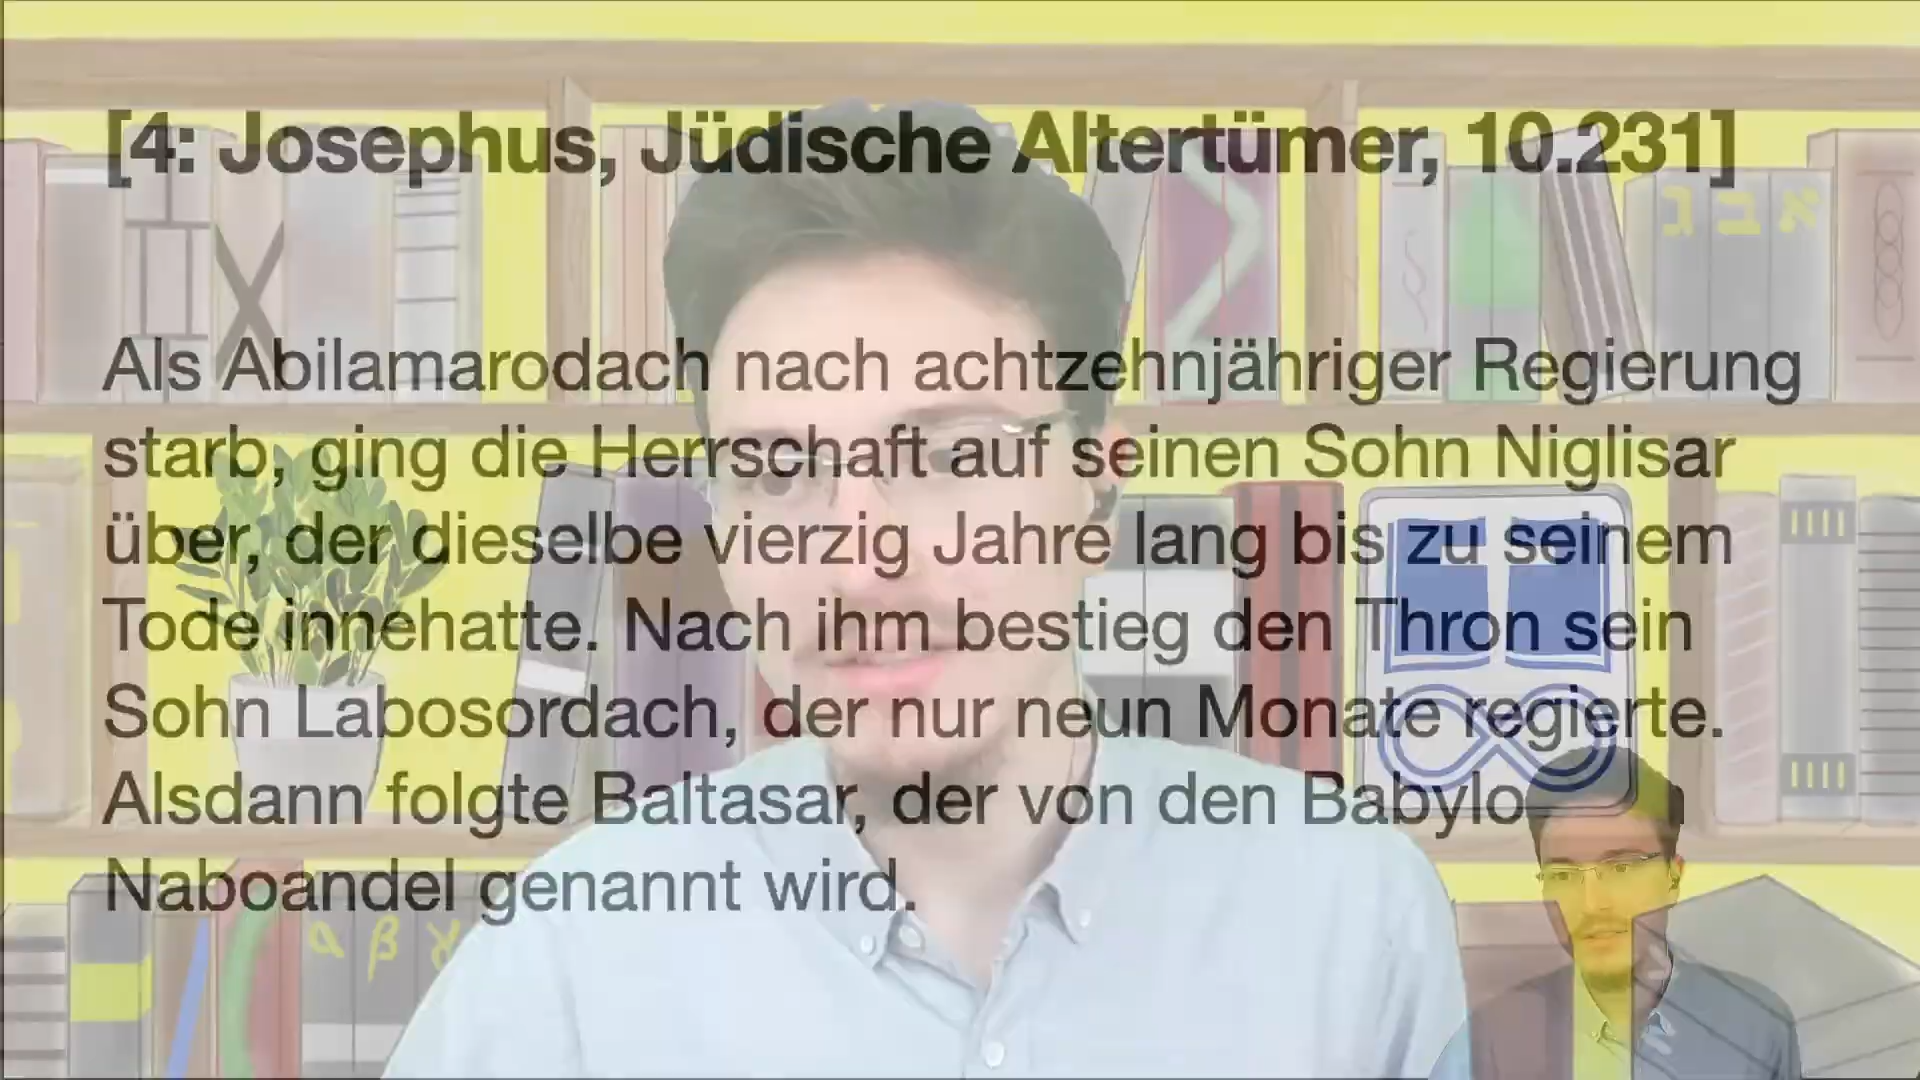 [4: Josephus, Jüdische Altertümer, 10.231]
Als Abilamarodach nach achtzehnjähriger Regierung
starb, ging die Herrschaft auf seinen Sohn Niglisar
über, der dieselbe vierzig Jahre lang bis zu seinem
Tode innehatte. Nach ihm bestieg den Thron sein
Sohn Labosordach, der nur neun Monate regierte.
Alsdann folgte Baltasar, der von den Babylo
Naboandel genannt wird.
אבג
α β γ